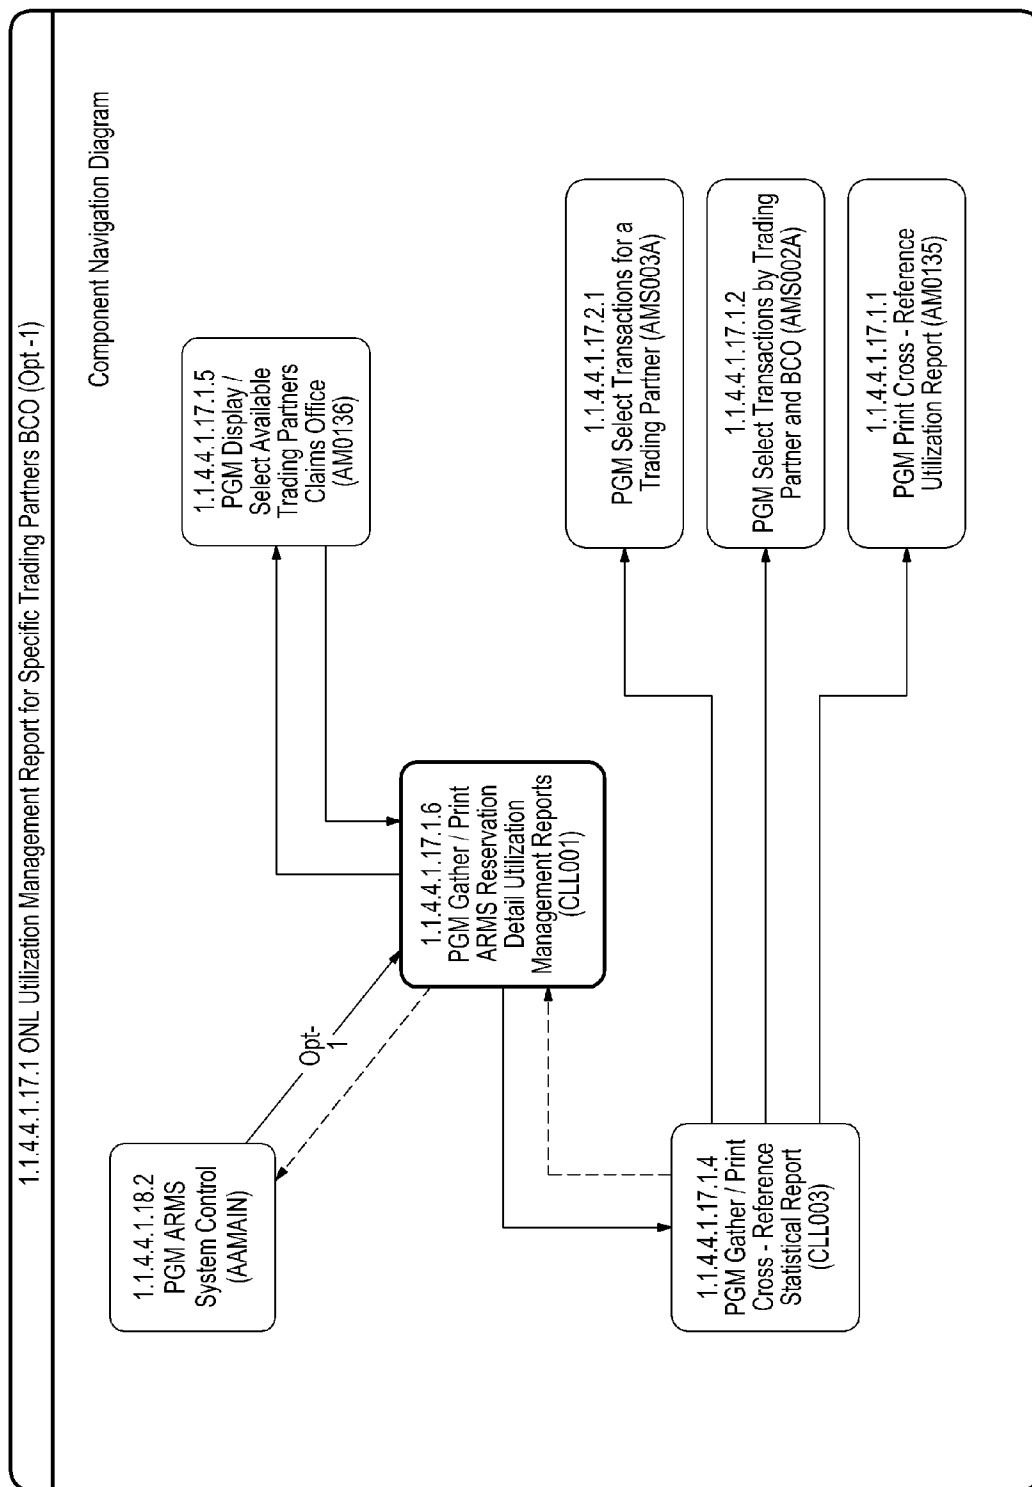 1.1.4.4.1.17.1 ONL Utilization Management Report for Specific Trading Partners BCO (Opt -1)
Component Navigation Diagram
1.1.4.4.1.18.2
PGM ARMS
System Control
(AAMAIN)
Opt-
1
1.1.4.4.1.17.1.6
PGM Gather / Print
ARMS Reservation
Detail Utilization
Management Reports
(CLL001)
1.1.4.4.1.17.1.5
PGM Display /
Select Available
Trading Partners
Claims Office
(AM0136)
1.1.4.4.1.17.1.4
PGM Gather / Print
Cross - Reference
Statistical Report
(CLL003)
1.1.4.4.1.17.2.1
PGM Select Transactions for a
Trading Partner (AMS003A)
1.1.4.4.1.17.1.2
PGM Select Transactions by Trading
Partner and BCO (AMS002A)
1.1.4.4.1.17.1.1
PGM Print Cross - Reference
Utilization Report (AM0135)